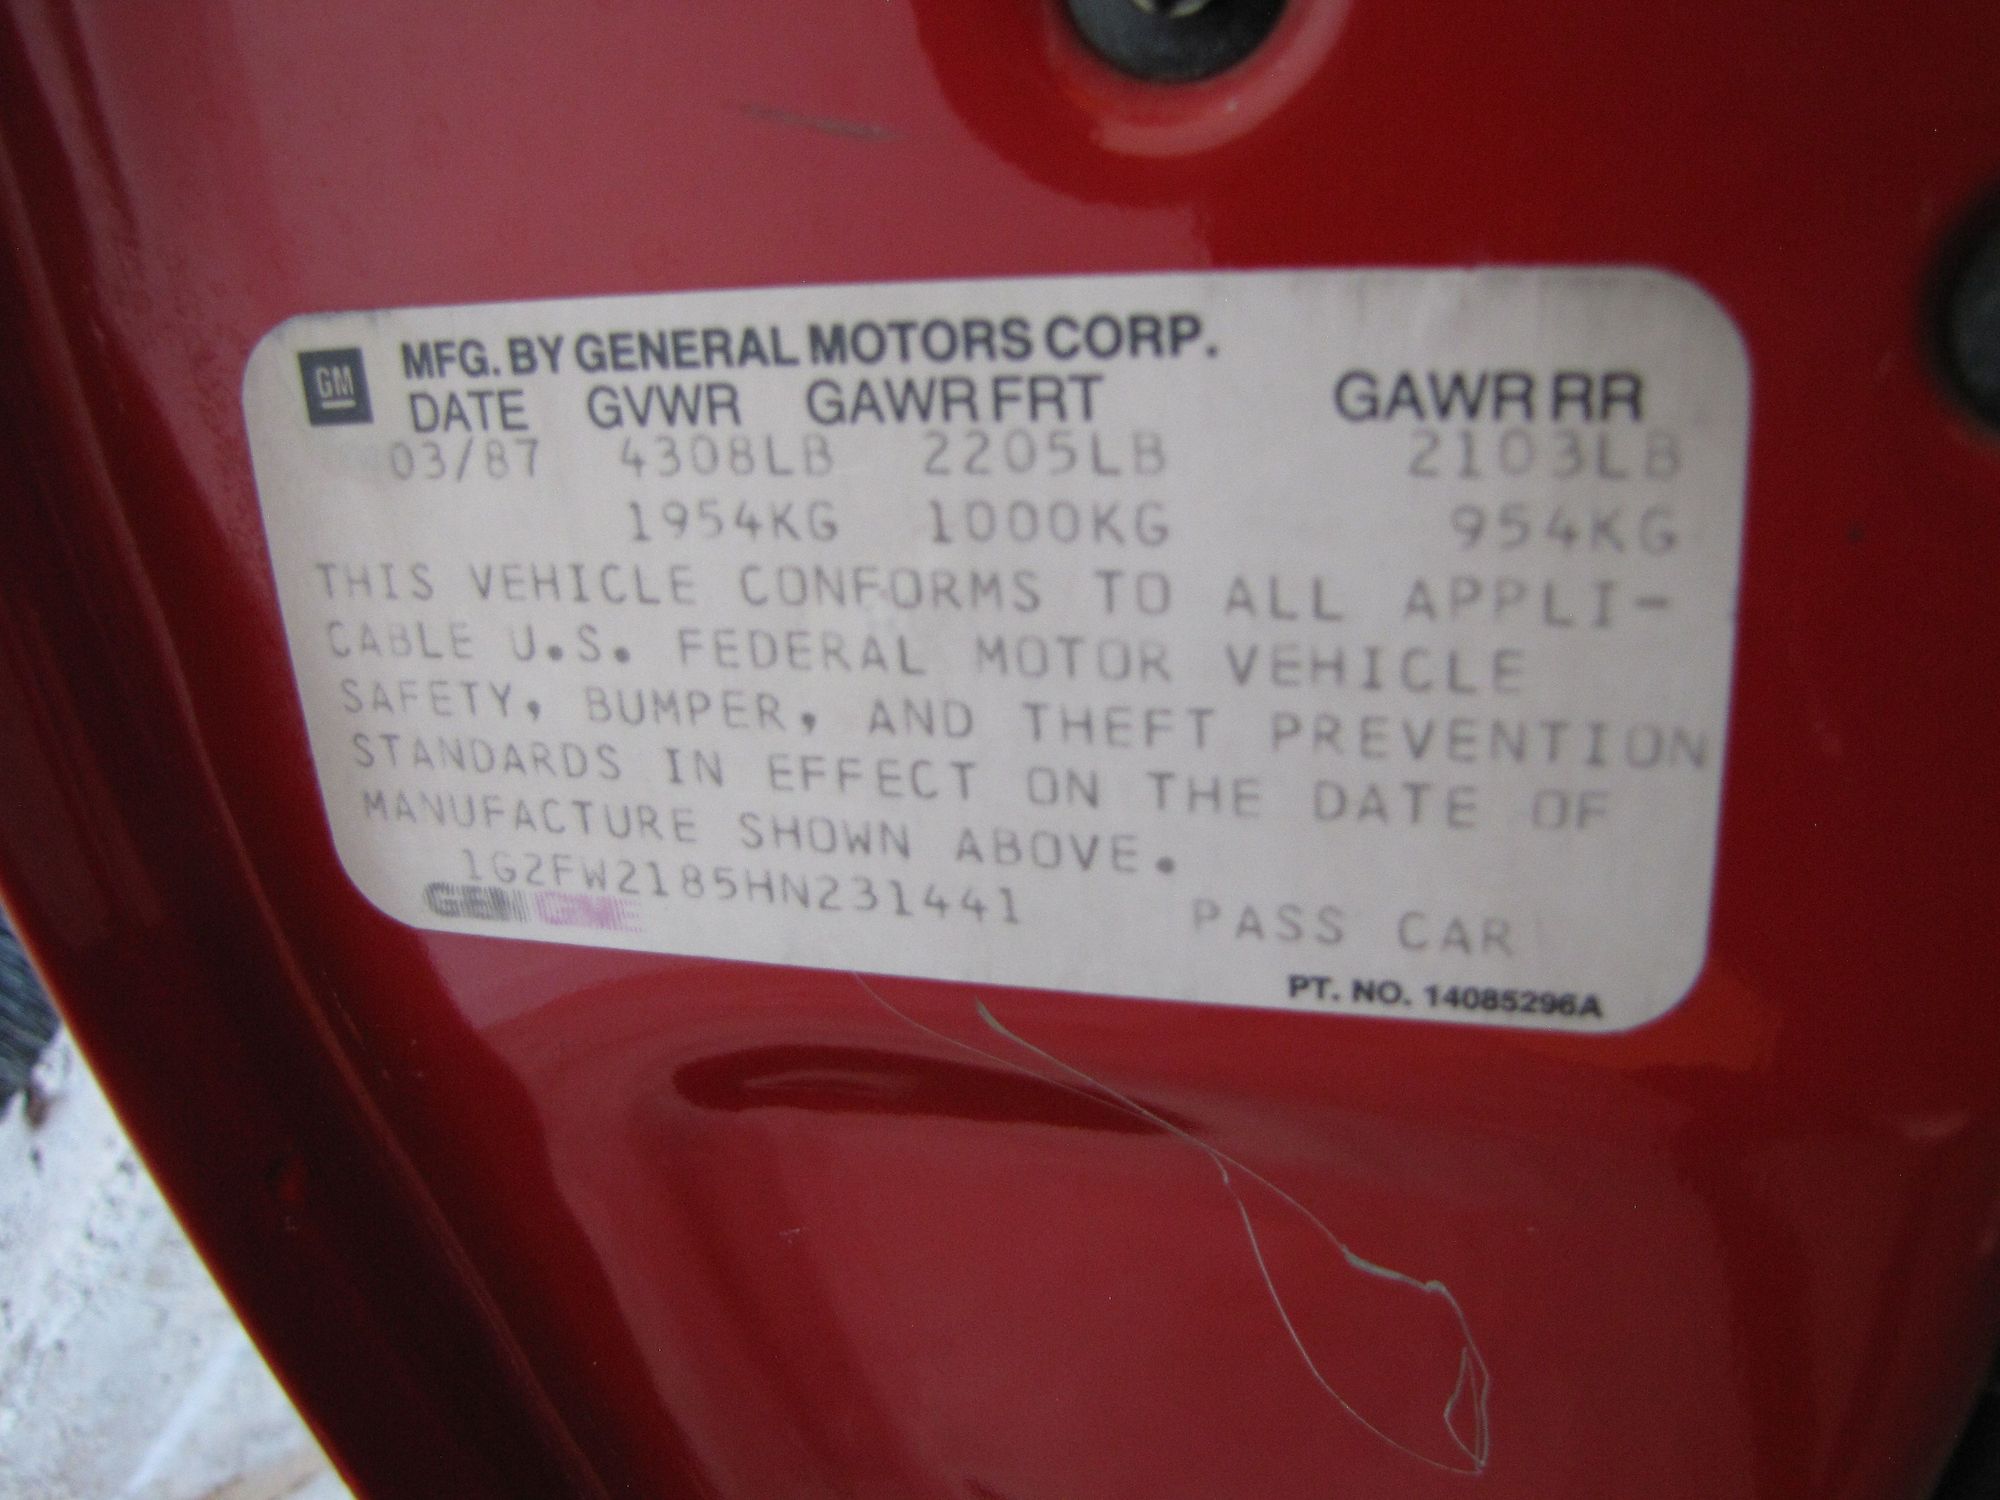 GM MFG. BY GENERAL MOTORS CORP.
DATE GVWR GAWR FRT GAWR RR
03/87 4308LB 2205LB 2103LB
1954KG 1000KG 954KG
THIS VEHICLE CONFORMS TO ALL APPLI-
CABLE U.S. FEDERAL MOTOR VEHICLE
SAFETY, BUMPER, AND THEFT PREVENTION
STANDARDS IN EFFECT ON THE DATE OF
MANUFACTURE SHOWN ABOVE.
1G2FW2185HN231441 PASS CAR
PT. NO. 14085296A